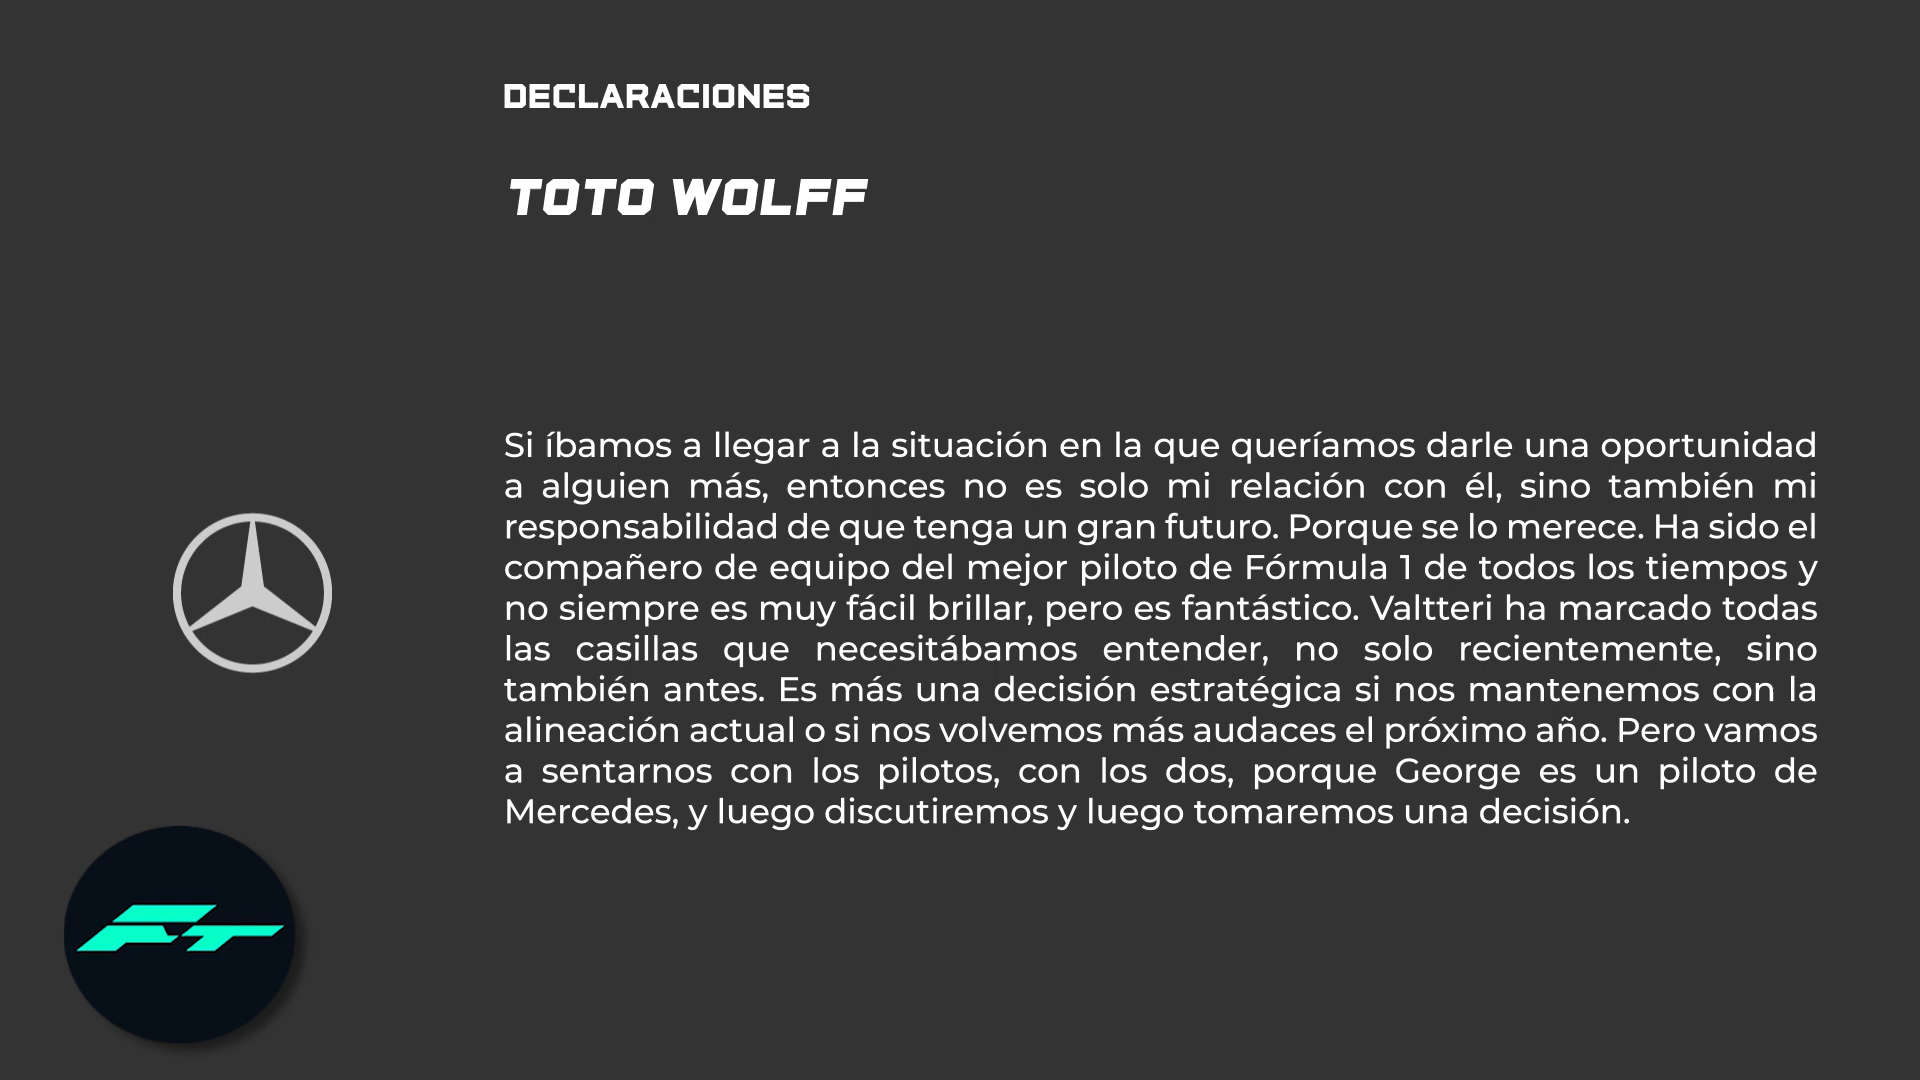 DECLARACIONES
TOTO WOLFF
Si íbamos a llegar a la situación en la que queríamos darle una oportunidad
a alguien más, entonces no es solo mi relación con él, sino también mi
responsabilidad de que tenga un gran futuro. Porque se lo merece. Ha sido el
compañero de equipo del mejor piloto de Fórmula 1 de todos los tiempos y
no siempre es muy fácil brillar, pero es fantástico. Valtteri ha marcado todas
las casillas que necesitábamos entender, no solo recientemente, sino
también antes. Es más una decisión estratégica si nos mantenemos con la
alineación actual o si nos volvemos más audaces el próximo año. Pero vamos
a sentarnos con los pilotos, con los dos, porque George es un piloto de
Mercedes, y luego discutiremos y luego tomaremos una decisión.
FT